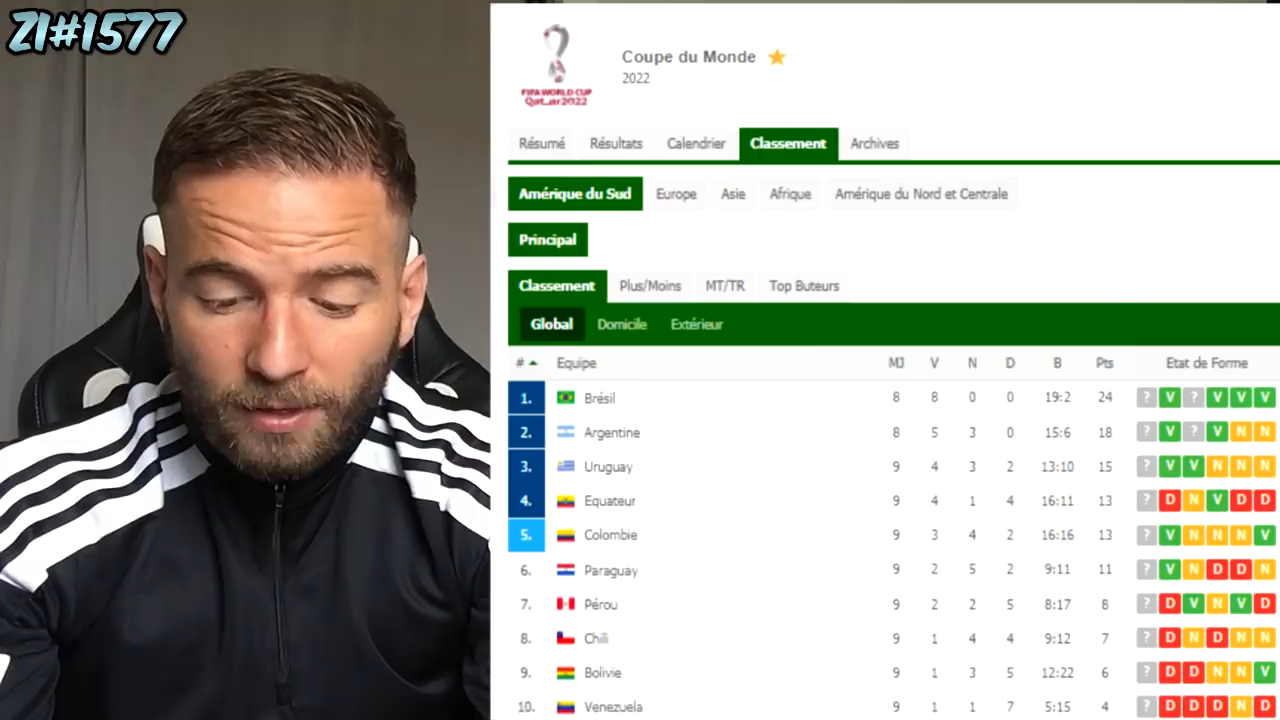 Z1#1577
FIFA WORLD CUP
Qatar2022
Coupe du Monde
2022
Résumé Résultats Calendrier Classement Archives
Amérique du Sud Europe Asie Afrique Amérique du Nord et Centrale
Principal
Classement Plus/Moins MT/TR Top Buteurs
Global Domicile Extérieur
# Equipe MJ V N D B Pts Etat de Forme
1. Brésil 8 8 0 0 19:2 24 ? V ? V V V
2. Argentine 8 5 3 0 15:6 18 ? V ? V N N
3. Uruguay 9 4 3 2 13:10 15 ? V V N N N
4. Equateur 9 4 1 4 16:11 13 ? D N V D D
5. Colombie 9 3 4 2 16:16 13 ? V N N N V
6. Paraguay 9 2 5 2 9:11 11 ? V N D D N
7. Pérou 9 2 2 5 8:17 8 ? D V N V D
8. Chili 9 1 4 4 9:12 7 ? D N D N N
9. Bolivie 9 1 3 5 12:22 6 ? D D N N V
10. Venezuela 9 1 1 7 5:15 4 ? D D D N D